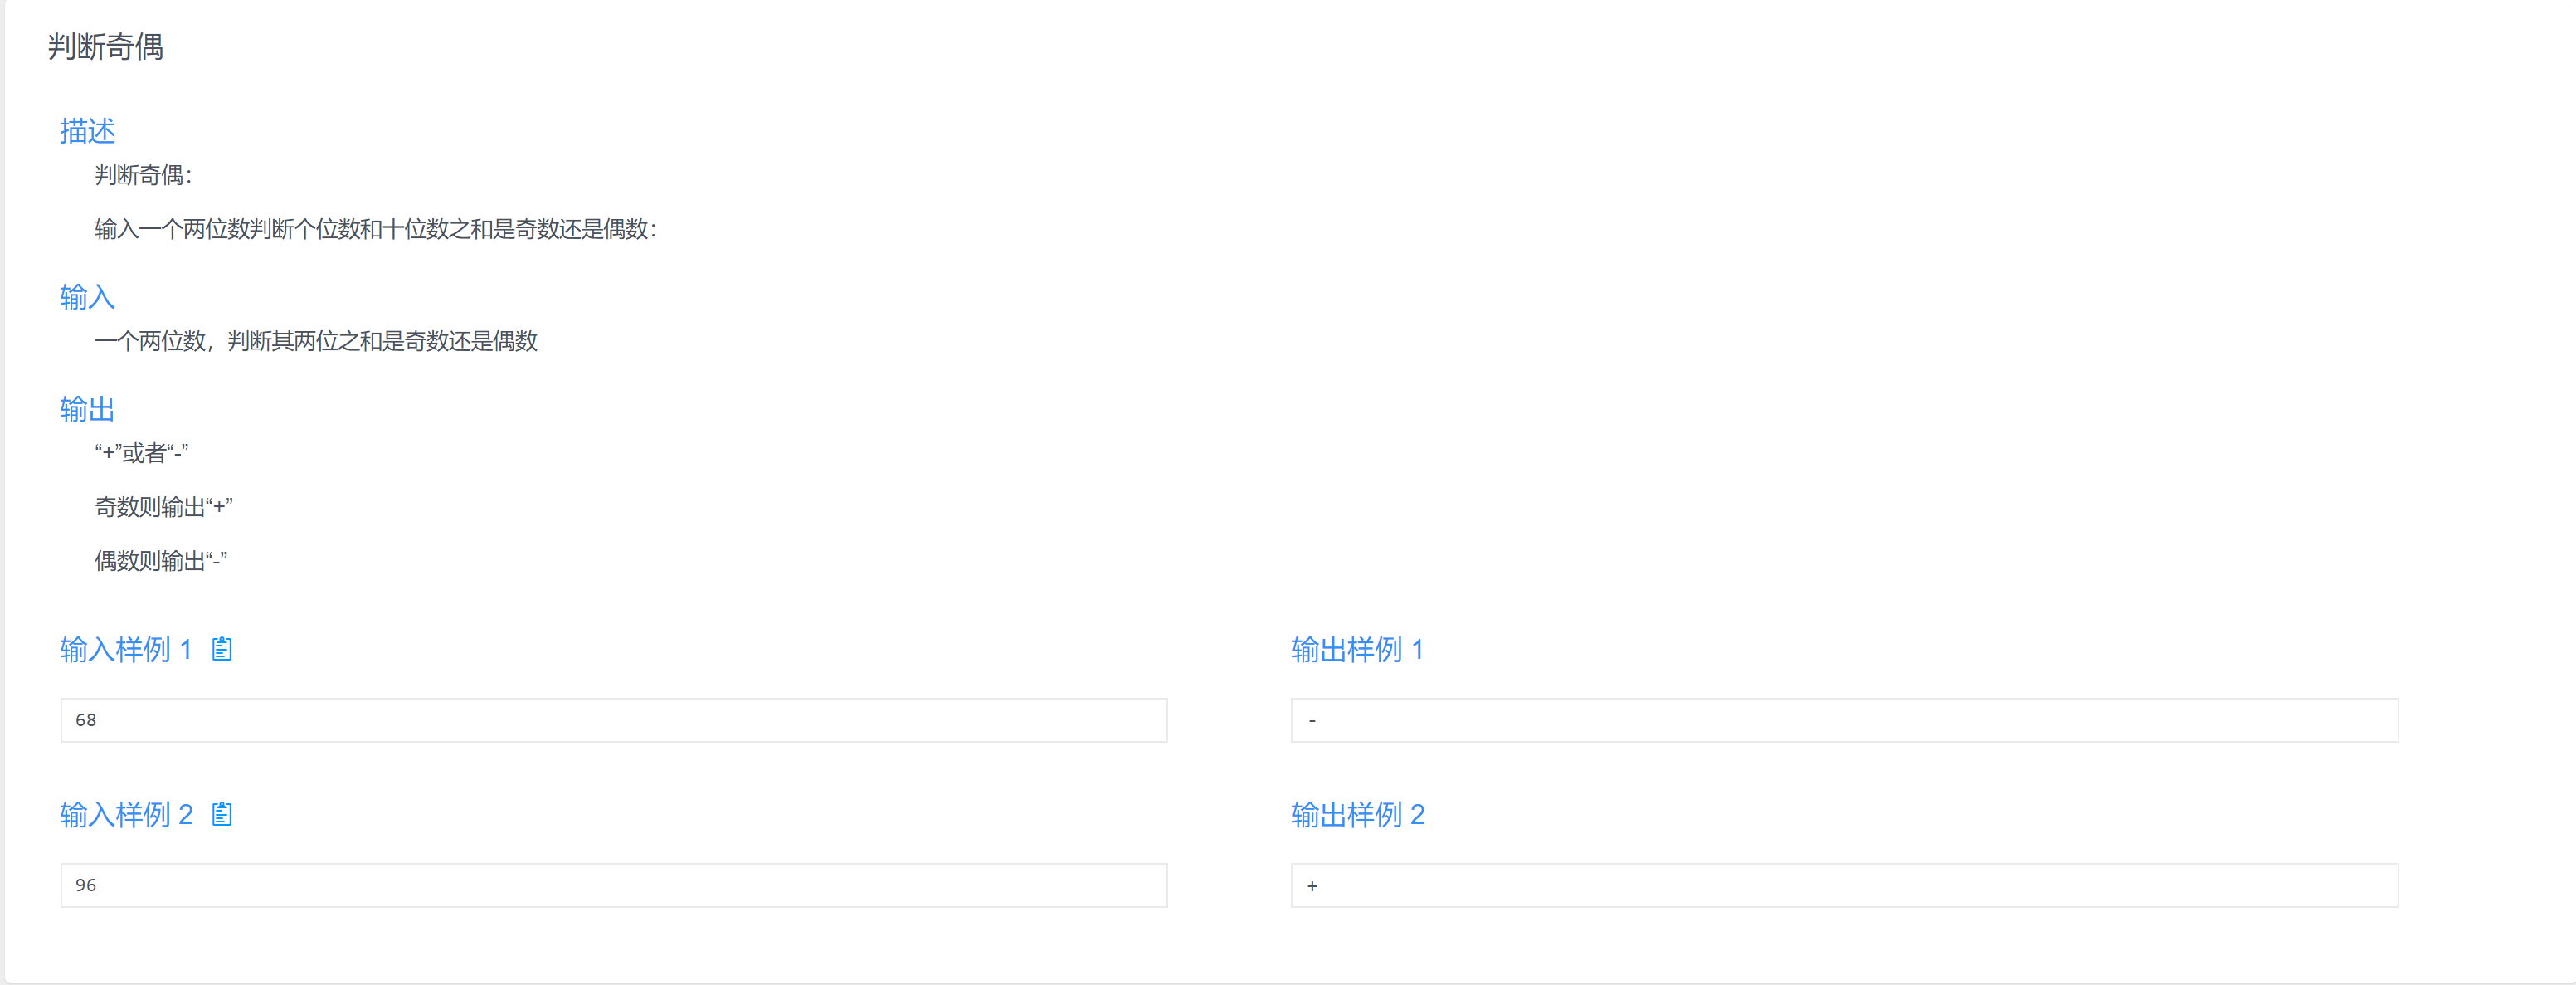 判断奇偶
描述
判断奇偶：
输入一个两位数判断个位数和十位数之和是奇数还是偶数：
输入
一个两位数，判断其两位之和是奇数还是偶数
输出
“+”或者“-”
奇数则输出“+”
偶数则输出“-”
输入样例 1
输出样例 1
68
-
输入样例 2
输出样例 2
96
+